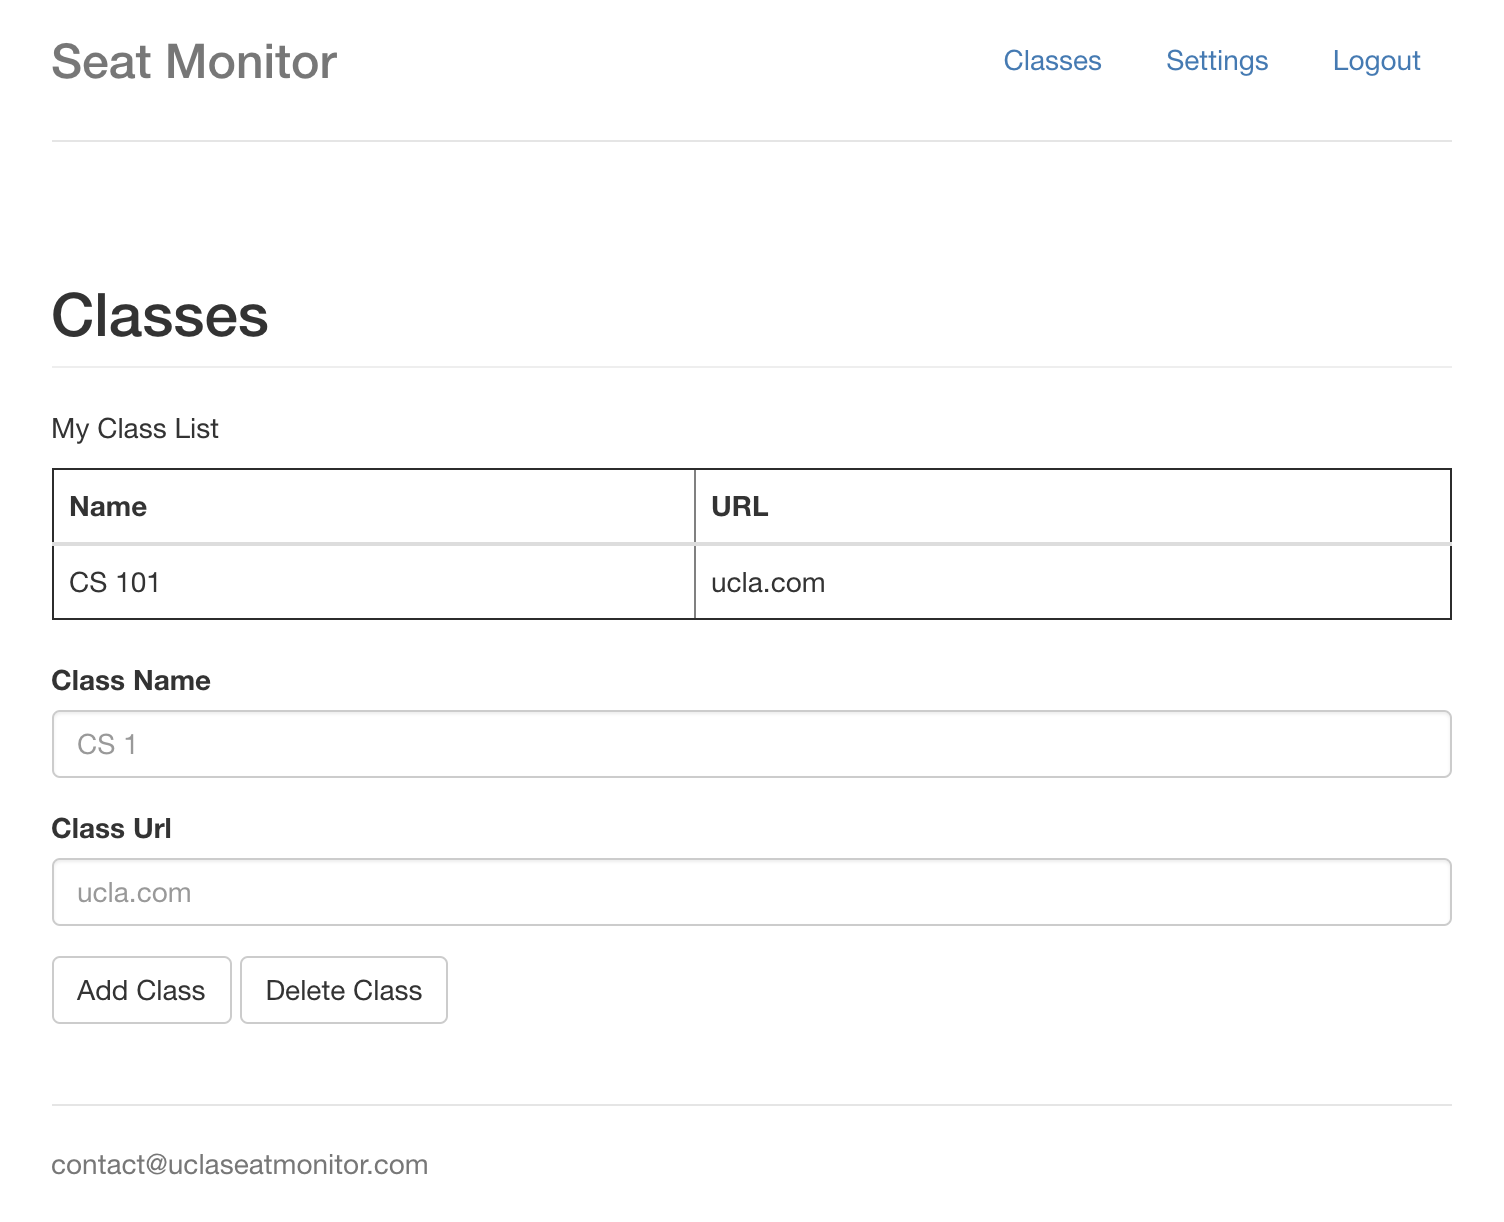 Seat Monitor Classes Settings Logout
Classes
My Class List
Name URL
CS 101 ucla.com
Class Name
CS 1
Class Url
ucla.com
Add Class Delete Class
contact@uclaseatmonitor.com